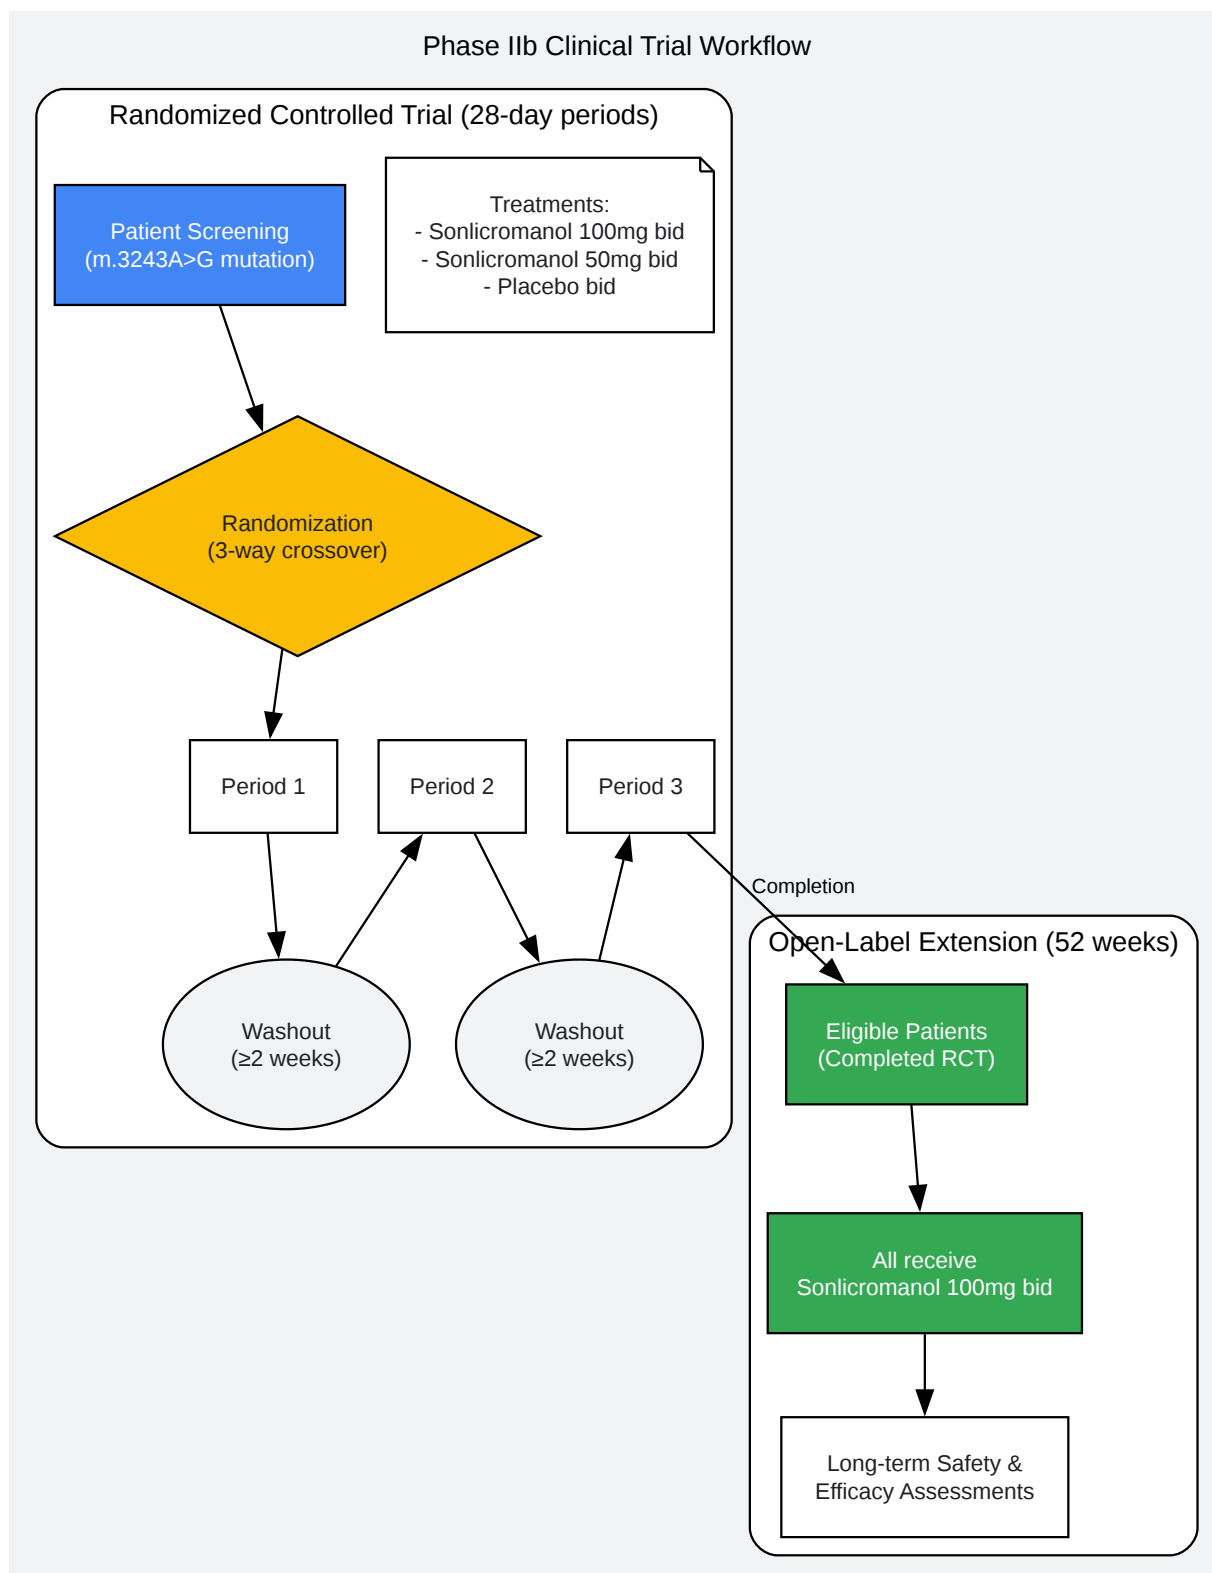 Phase IIb Clinical Trial Workflow
Randomized Controlled Trial (28-day periods)
Patient Screening
(m.3243A>G mutation)
Treatments:
- Sonlicromanol 100mg bid
- Sonlicromanol 50mg bid
- Placebo bid
Randomization
(3-way crossover)
Period 1
Period 2
Period 3
Completion
Washout
(≥2 weeks)
Washout
(≥2 weeks)
Open-Label Extension (52 weeks)
Eligible Patients
(Completed RCT)
All receive
Sonlicromanol 100mg bid
Long-term Safety &
Efficacy Assessments